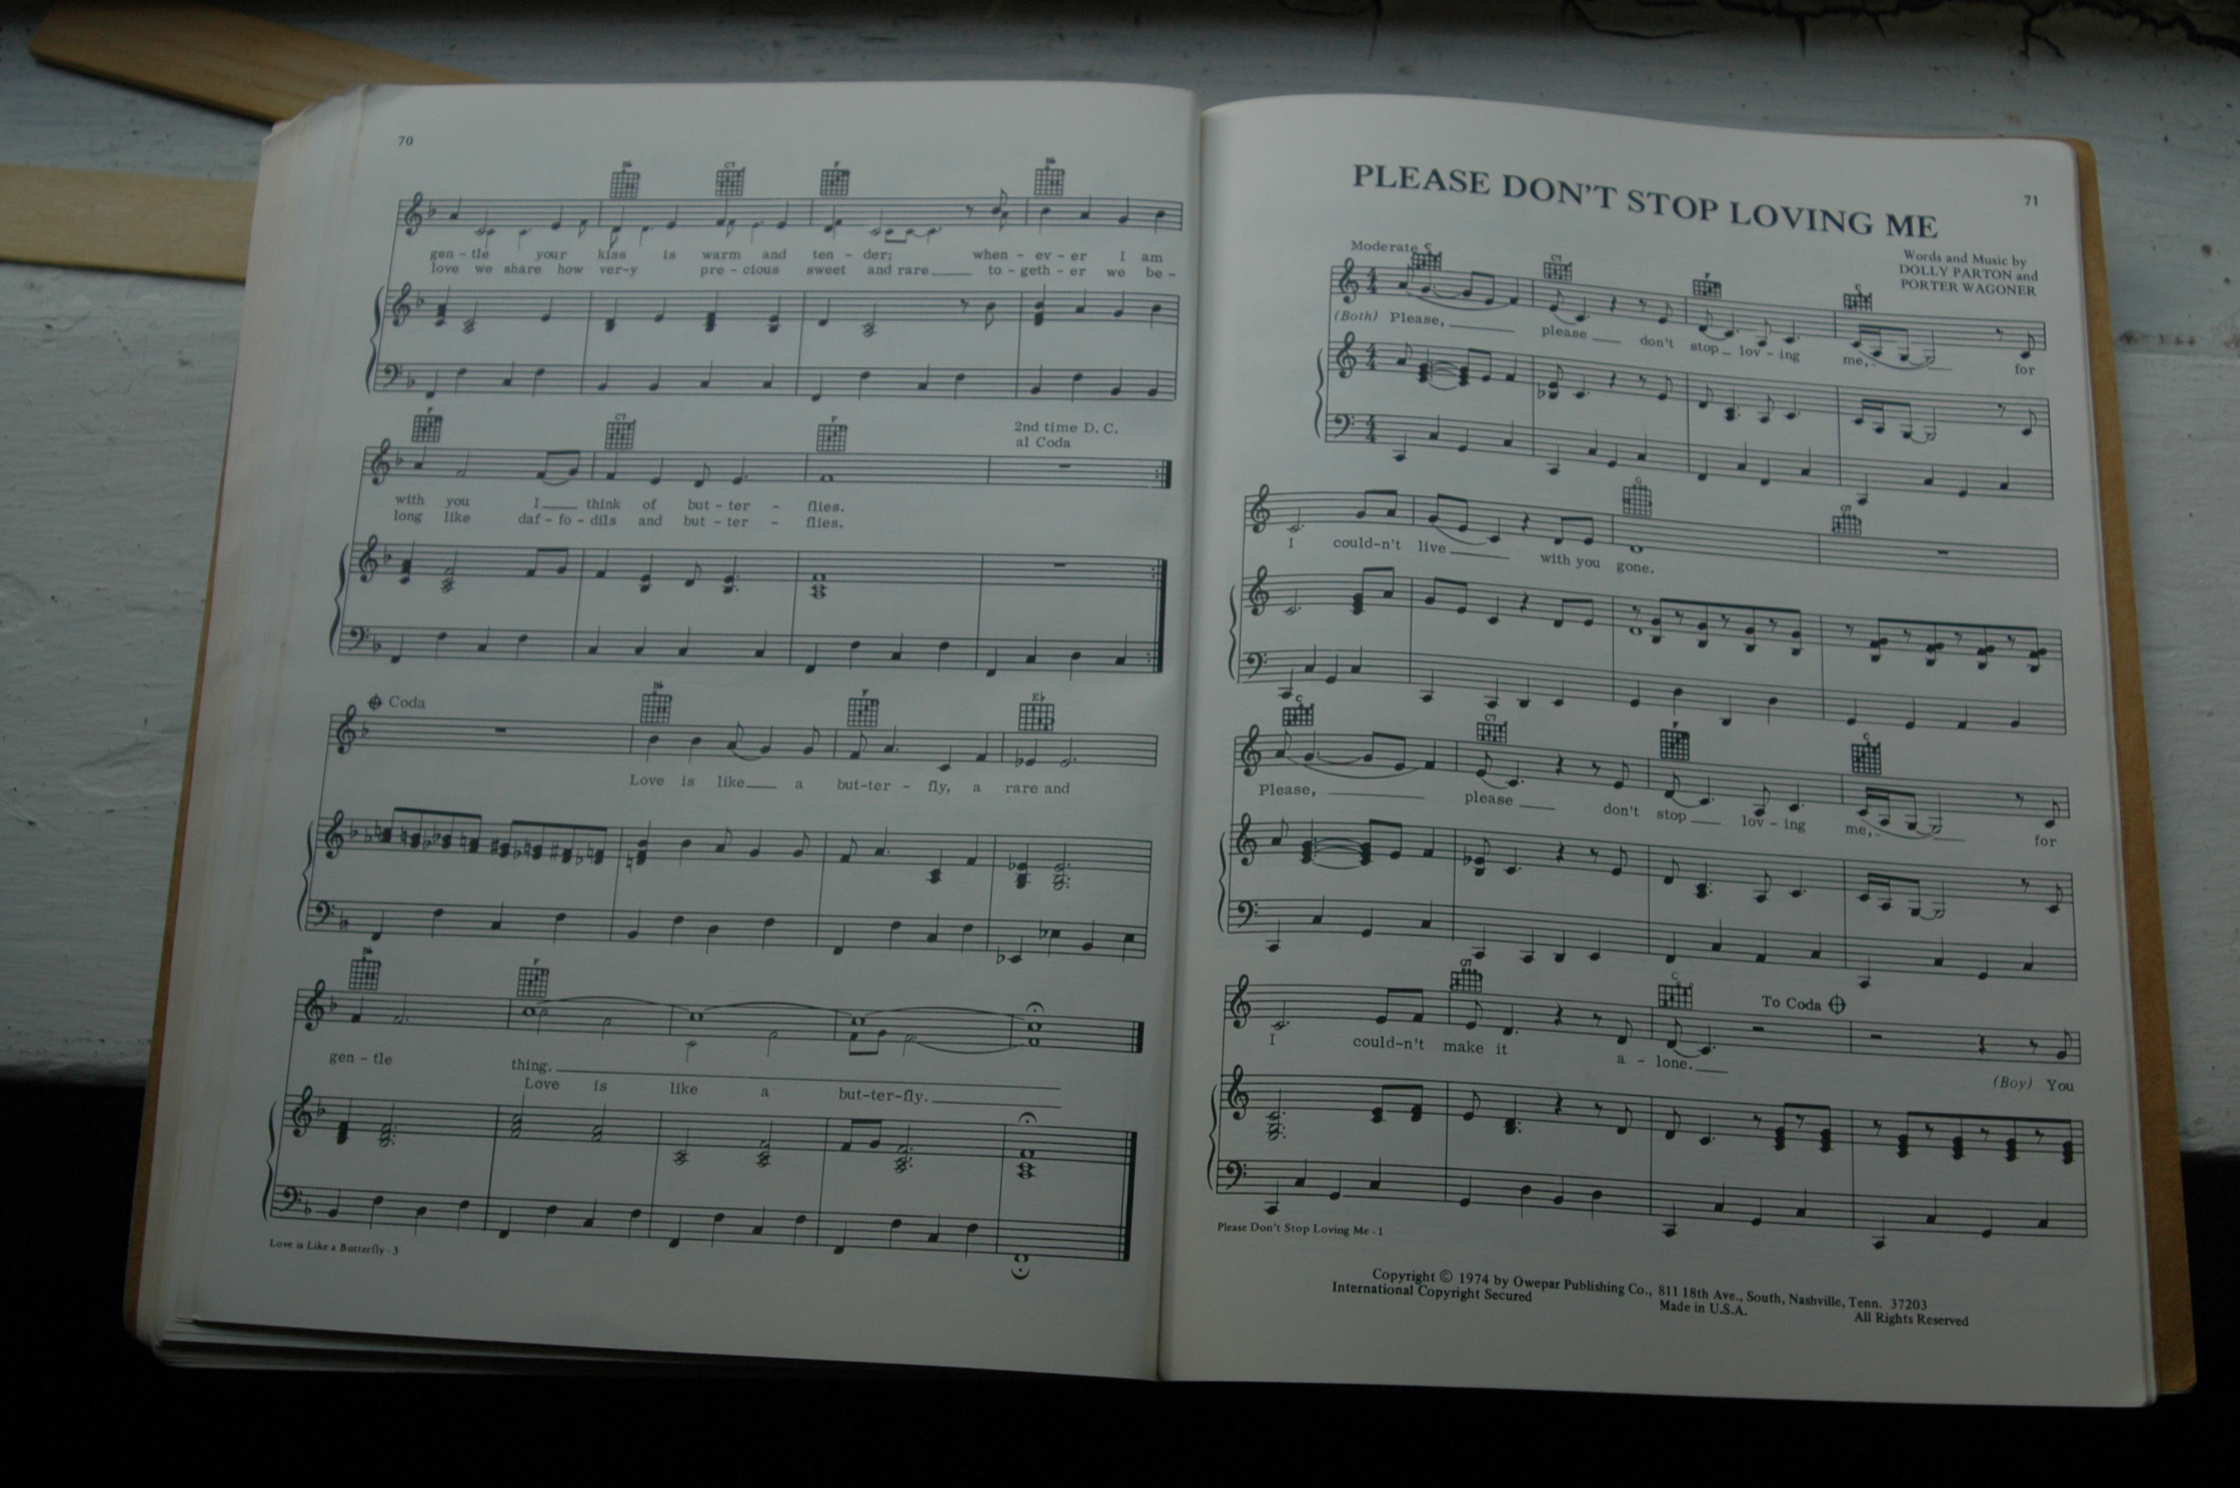 70
B♭ C7 F B♭
gen - tle your kiss is warm and ten - der; when - ev - er I am
love we share how ver-y pre - cious sweet and rare to - geth - er we be -
F C7 F
2nd time D. C.
al Coda
with you I think of but - ter - flies.
long like daf - fo - dils and but - ter - flies.
Coda
B♭ F E♭
Love is like a but-ter - fly, a rare and
B♭ F
gen - tle thing.
Love is like a but-ter-fly.
Love is Like a Butterfly - 3
71
PLEASE DON'T STOP LOVING ME
Words and Music by
DOLLY PARTON and
PORTER WAGONER
Moderate
C C7 F C
(Both) Please, please don't stop lov - ing me, for
G G7
I could-n't live with you gone.
C C7 F C
Please, please don't stop lov - ing me, for
G7 C
To Coda
I could-n't make it a - lone.
(Boy) You
Please Don't Stop Loving Me - 1
Copyright © 1974 by Owepar Publishing Co., 811 18th Ave., South, Nashville, Tenn. 37203
International Copyright Secured Made in U.S.A. All Rights Reserved